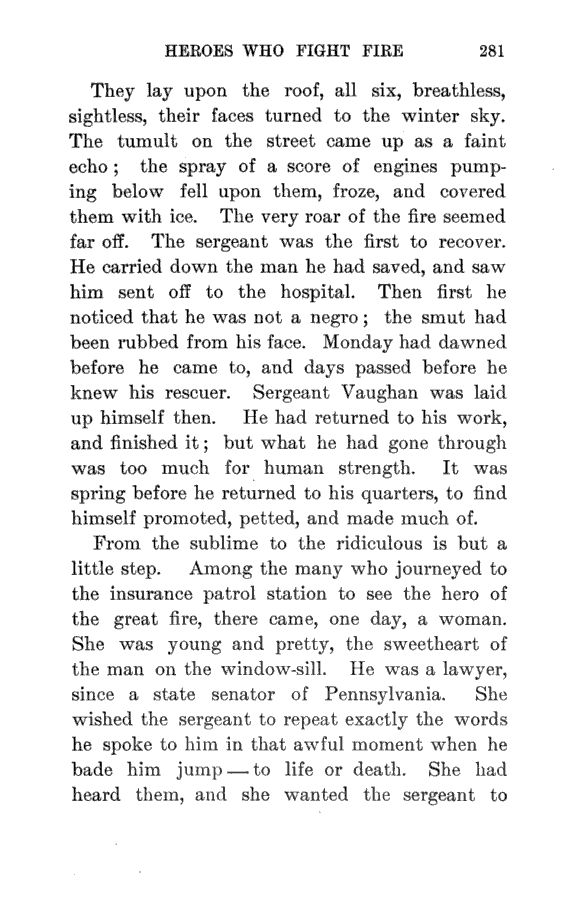 HEROES WHO FIGHT FIRE 281
They lay upon the roof, all six, breathless,
sightless, their faces turned to the winter sky.
The tumult on the street came up as a faint
echo; the spray of a score of engines pump-
ing below fell upon them, froze, and covered
them with ice. The very roar of the fire seemed
far off. The sergeant was the first to recover.
He carried down the man he had saved, and saw
him sent off to the hospital. Then first he
noticed that he was not a negro; the smut had
been rubbed from his face. Monday had dawned
before he came to, and days passed before he
knew his rescuer. Sergeant Vaughan was laid
up himself then. He had returned to his work,
and finished it; but what he had gone through
was too much for human strength. It was
spring before he returned to his quarters, to find
himself promoted, petted, and made much of.
From the sublime to the ridiculous is but a
little step. Among the many who journeyed to
the insurance patrol station to see the hero of
the great fire, there came, one day, a woman.
She was young and pretty, the sweetheart of
the man on the window-sill. He was a lawyer,
since a state senator of Pennsylvania. She
wished the sergeant to repeat exactly the words
he spoke to him in that awful moment when he
bade him jump — to life or death. She had
heard them, and she wanted the sergeant to